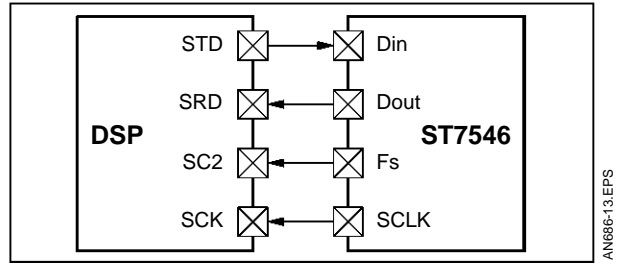 STD Din
SRD Dout
DSP ST7546
SC2 Fs
SCK SCLK
AN686-13.EPS